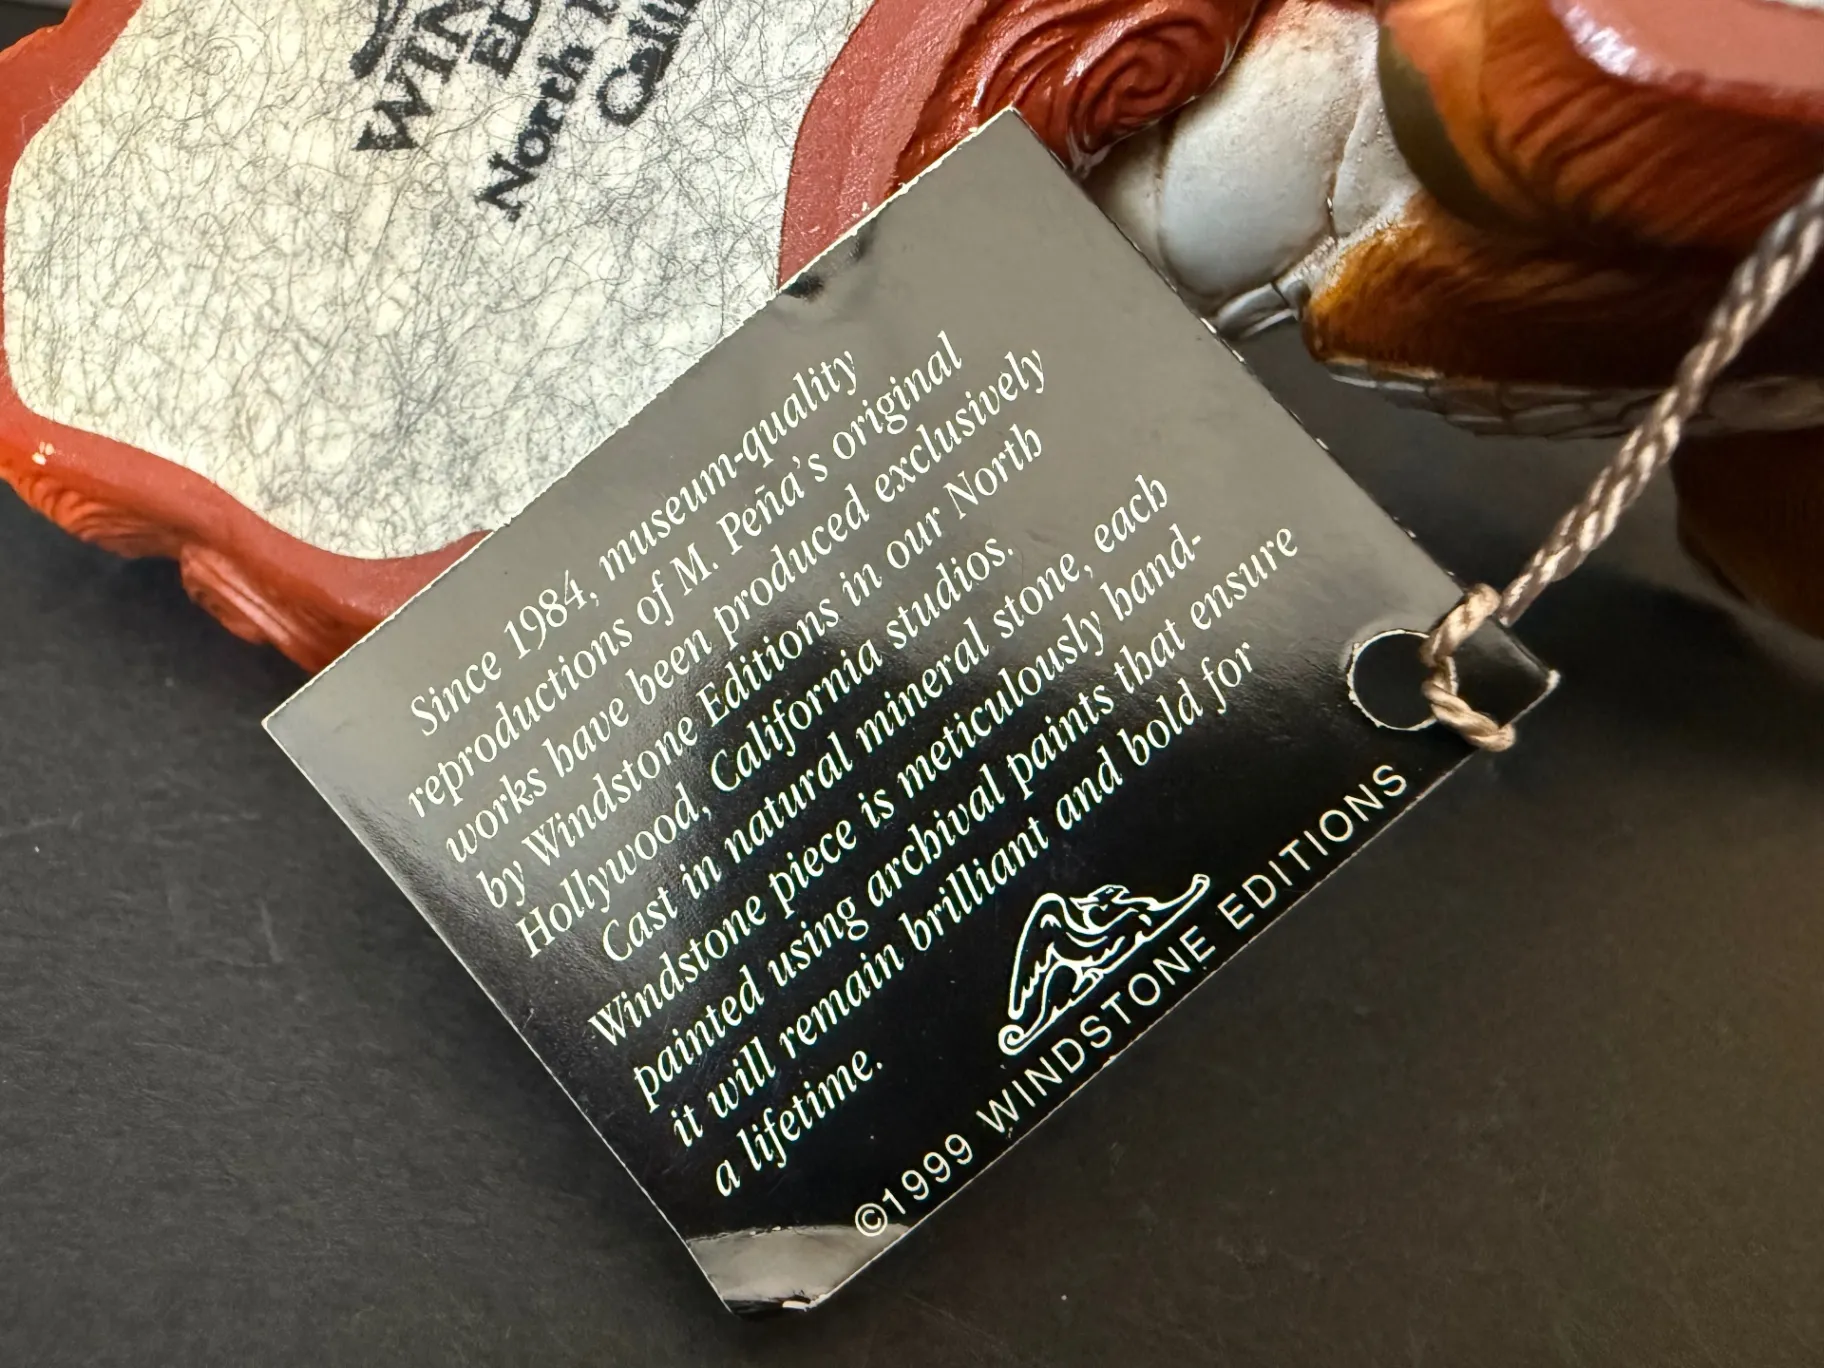 North
Since 1984, museum-quality
reproductions of M. Peña's original
works have been produced exclusively
by Windstone Editions in our North
Hollywood, California studios.
Cast in natural mineral stone, each
Windstone piece is meticulously hand-
painted using archival paints that ensure
it will remain brilliant and bold for
a lifetime.
©1999 WINDSTONE EDITIONS